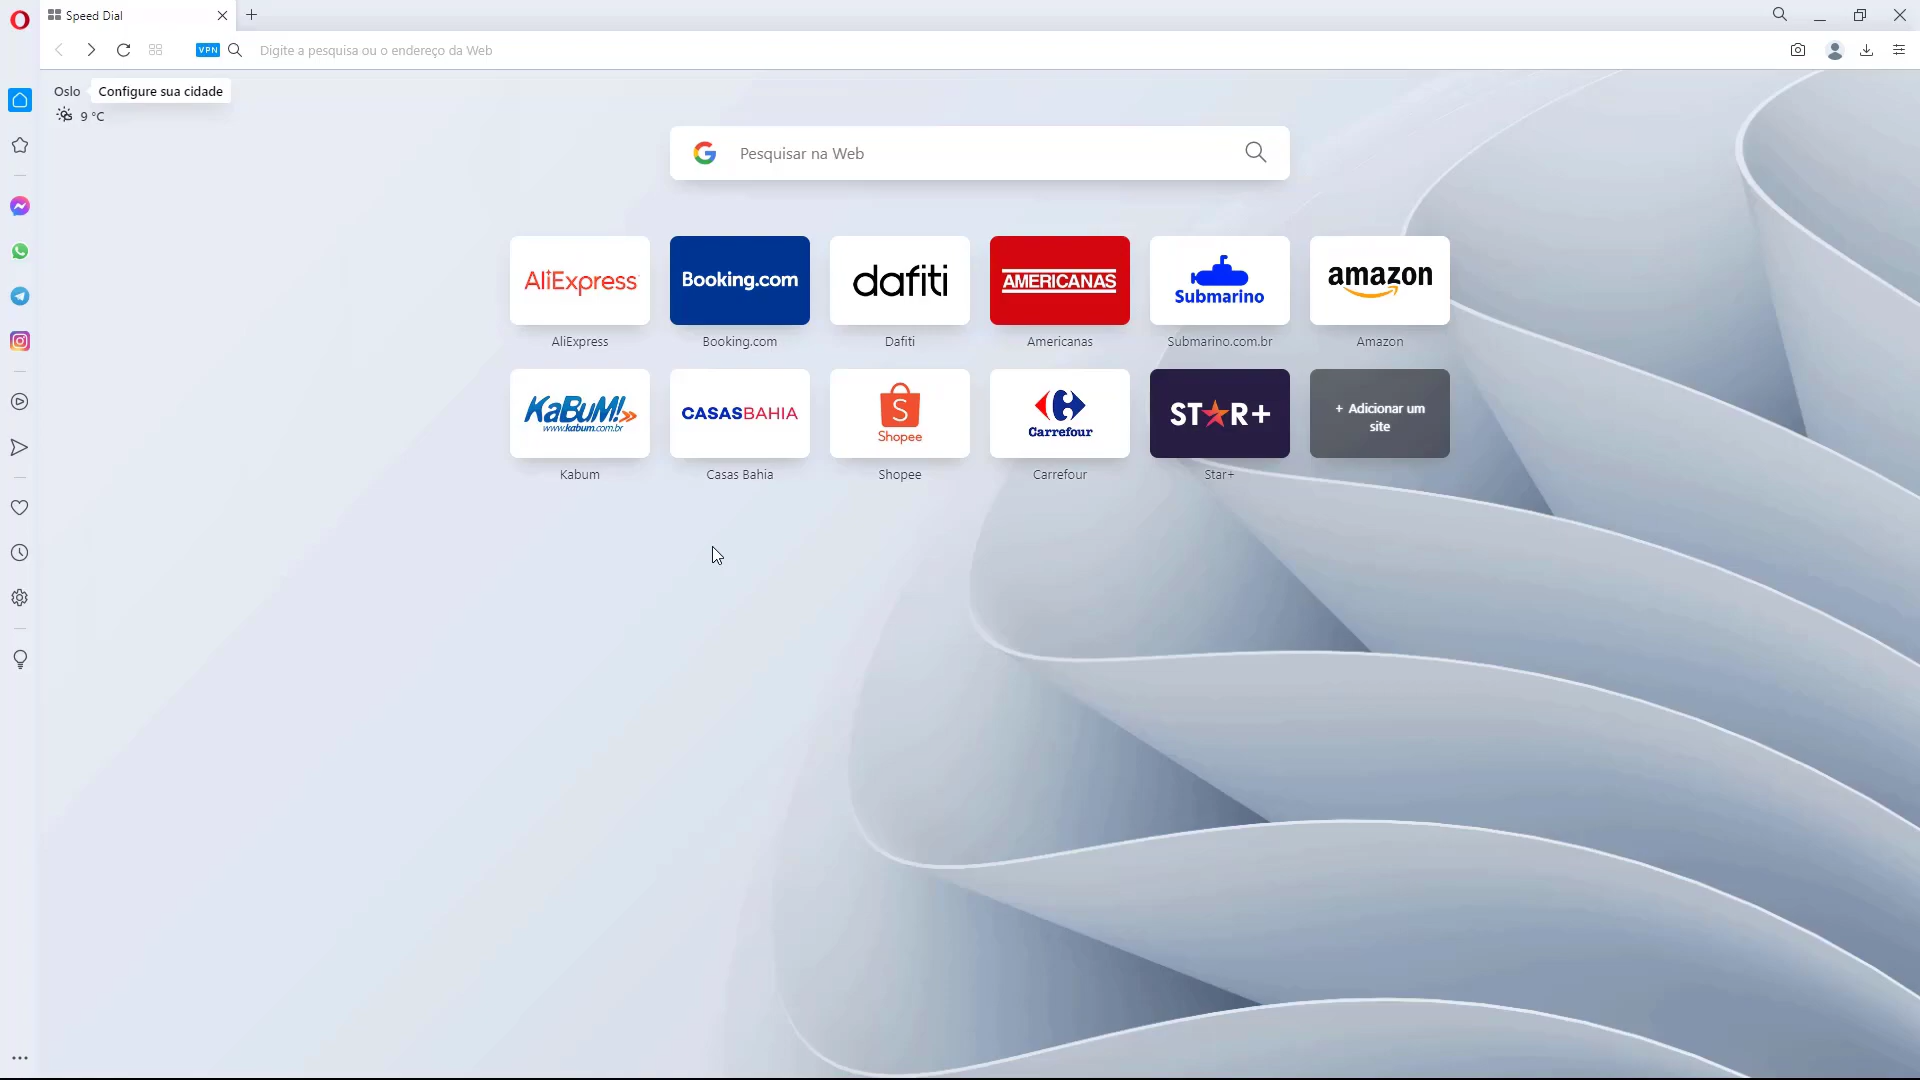 Speed Dial
VPN
Digite a pesquisa ou o endereço da Web
Oslo
Configure sua cidade
9 °C
Pesquisar na Web
AliExpress
Booking.com
dafiti
AMERICANAS
Submarino
amazon
AliExpress
Booking.com
Dafiti
Americanas
Submarino.com.br
Amazon
KaBuM!
www.kabum.com.br
CASASBAHIA
S
Shopee
Carrefour
ST★R+
+ Adicionar um
site
Kabum
Casas Bahia
Shopee
Carrefour
Star+